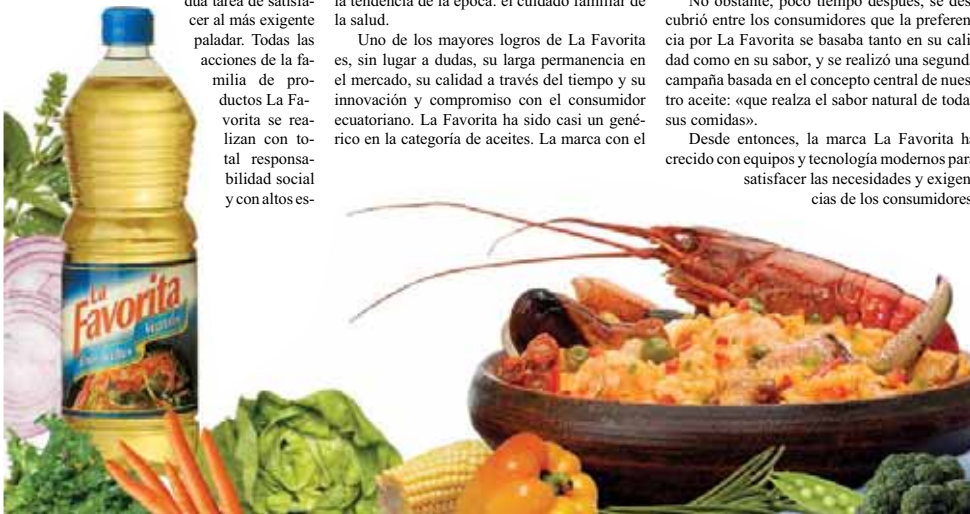 dua tarea de satisfa-
cer al más exigente
paladar. Todas las
acciones de la fa-
milia de pro-
ductos La Fa-
vorita se rea-
lizan con to-
tal responsa-
bilidad social
y con altos es-
la tendencia de la época: el cuidado familiar de
la salud.
Uno de los mayores logros de La Favorita
es, sin lugar a dudas, su larga permanencia en
el mercado, su calidad a través del tiempo y su
innovación y compromiso con el consumidor
ecuatoriano. La Favorita ha sido casi un gené-
rico en la categoría de aceites. La marca con el
No obstante, poco tiempo después, se des
cubrió entre los consumidores que la preferen
cia por La Favorita se basaba tanto en su cali
dad como en su sabor, y se realizó una segund
campaña basada en el concepto central de nues
tro aceite: «que realza el sabor natural de toda
sus comidas».
Desde entonces, la marca La Favorita h
crecido con equipos y tecnología modernos par
satisfacer las necesidades y exigen
cias de los consumidores
La
Favorita